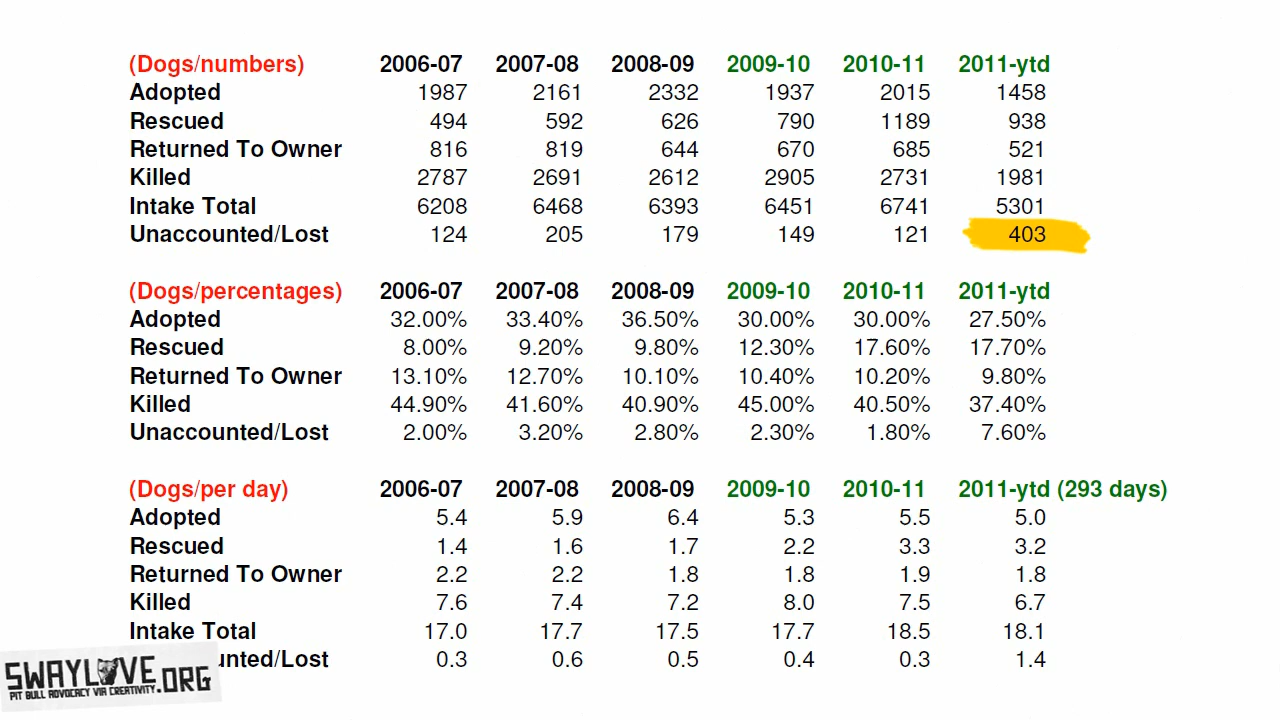 (Dogs/numbers) 2006-07 2007-08 2008-09 2009-10 2010-11 2011-ytd
Adopted 1987 2161 2332 1937 2015 1458
Rescued 494 592 626 790 1189 938
Returned To Owner 816 819 644 670 685 521
Killed 2787 2691 2612 2905 2731 1981
Intake Total 6208 6468 6393 6451 6741 5301
Unaccounted/Lost 124 205 179 149 121 403
(Dogs/percentages) 2006-07 2007-08 2008-09 2009-10 2010-11 2011-ytd
Adopted 32.00% 33.40% 36.50% 30.00% 30.00% 27.50%
Rescued 8.00% 9.20% 9.80% 12.30% 17.60% 17.70%
Returned To Owner 13.10% 12.70% 10.10% 10.40% 10.20% 9.80%
Killed 44.90% 41.60% 40.90% 45.00% 40.50% 37.40%
Unaccounted/Lost 2.00% 3.20% 2.80% 2.30% 1.80% 7.60%
(Dogs/per day) 2006-07 2007-08 2008-09 2009-10 2010-11 2011-ytd (293 days)
Adopted 5.4 5.9 6.4 5.3 5.5 5.0
Rescued 1.4 1.6 1.7 2.2 3.3 3.2
Returned To Owner 2.2 2.2 1.8 1.8 1.9 1.8
Killed 7.6 7.4 7.2 8.0 7.5 6.7
Intake Total 17.0 17.7 17.5 17.7 18.5 18.1
unted/Lost 0.3 0.6 0.5 0.4 0.3 1.4
SWAYLOVE.ORG
PIT BULL ADVOCACY VIA CREATIVITY